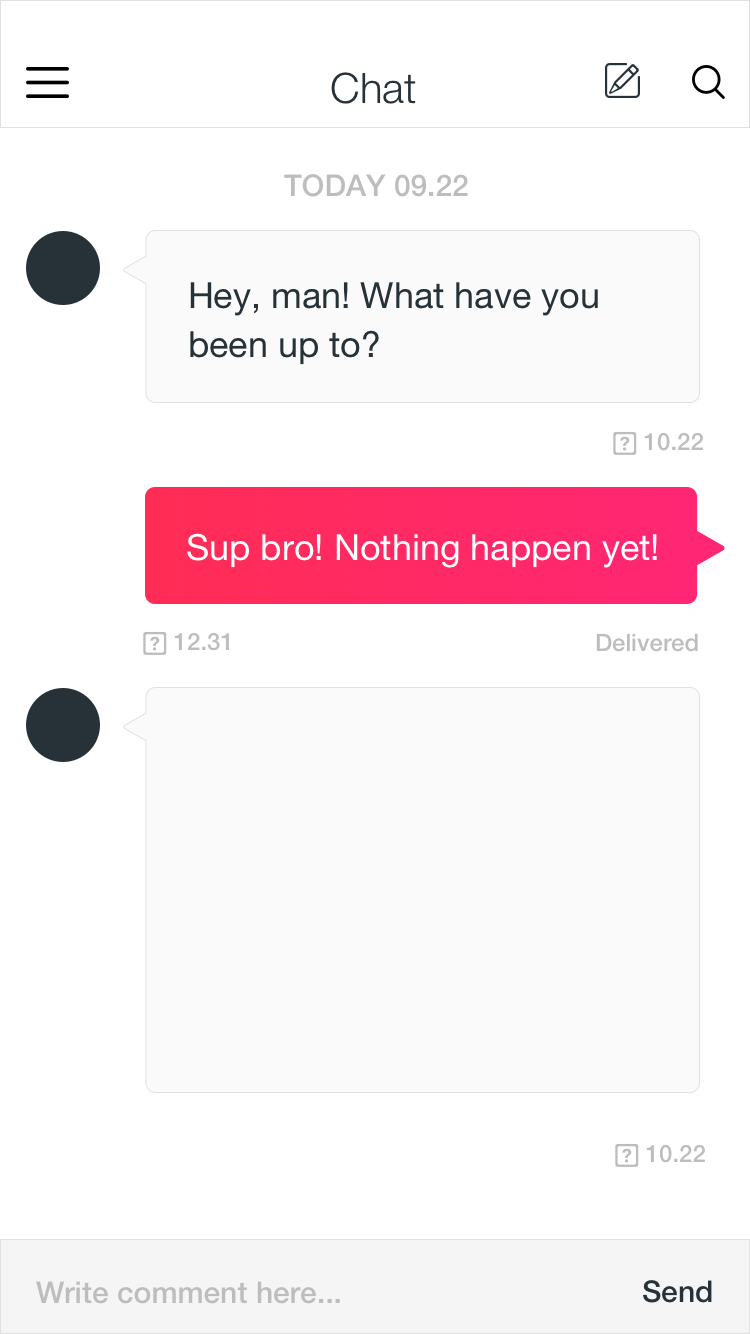 Chat
TODAY 09.22
Hey, man! What have you
been up to?
10.22
Sup bro! Nothing happen yet!
12.31
Delivered
10.22
Write comment here...
Send